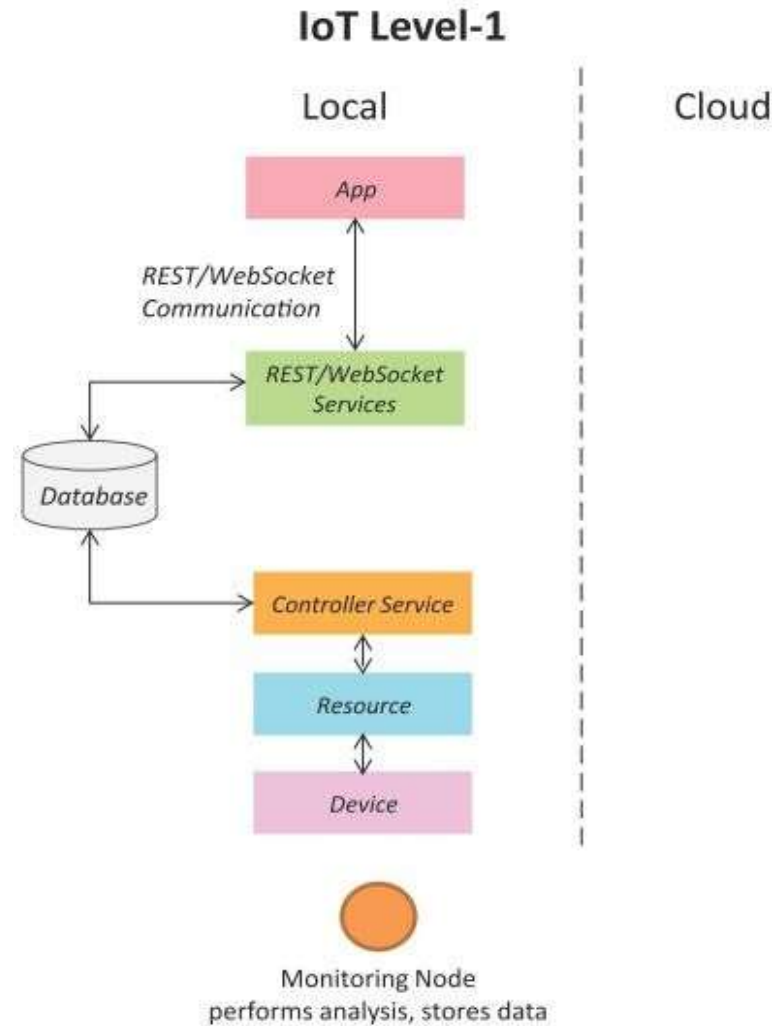 IoT Level-1
Local
Cloud
App
REST/WebSocket
Communication
REST/WebSocket
Services
Database
Controller Service
Resource
Device
Monitoring Node
performs analysis, stores data